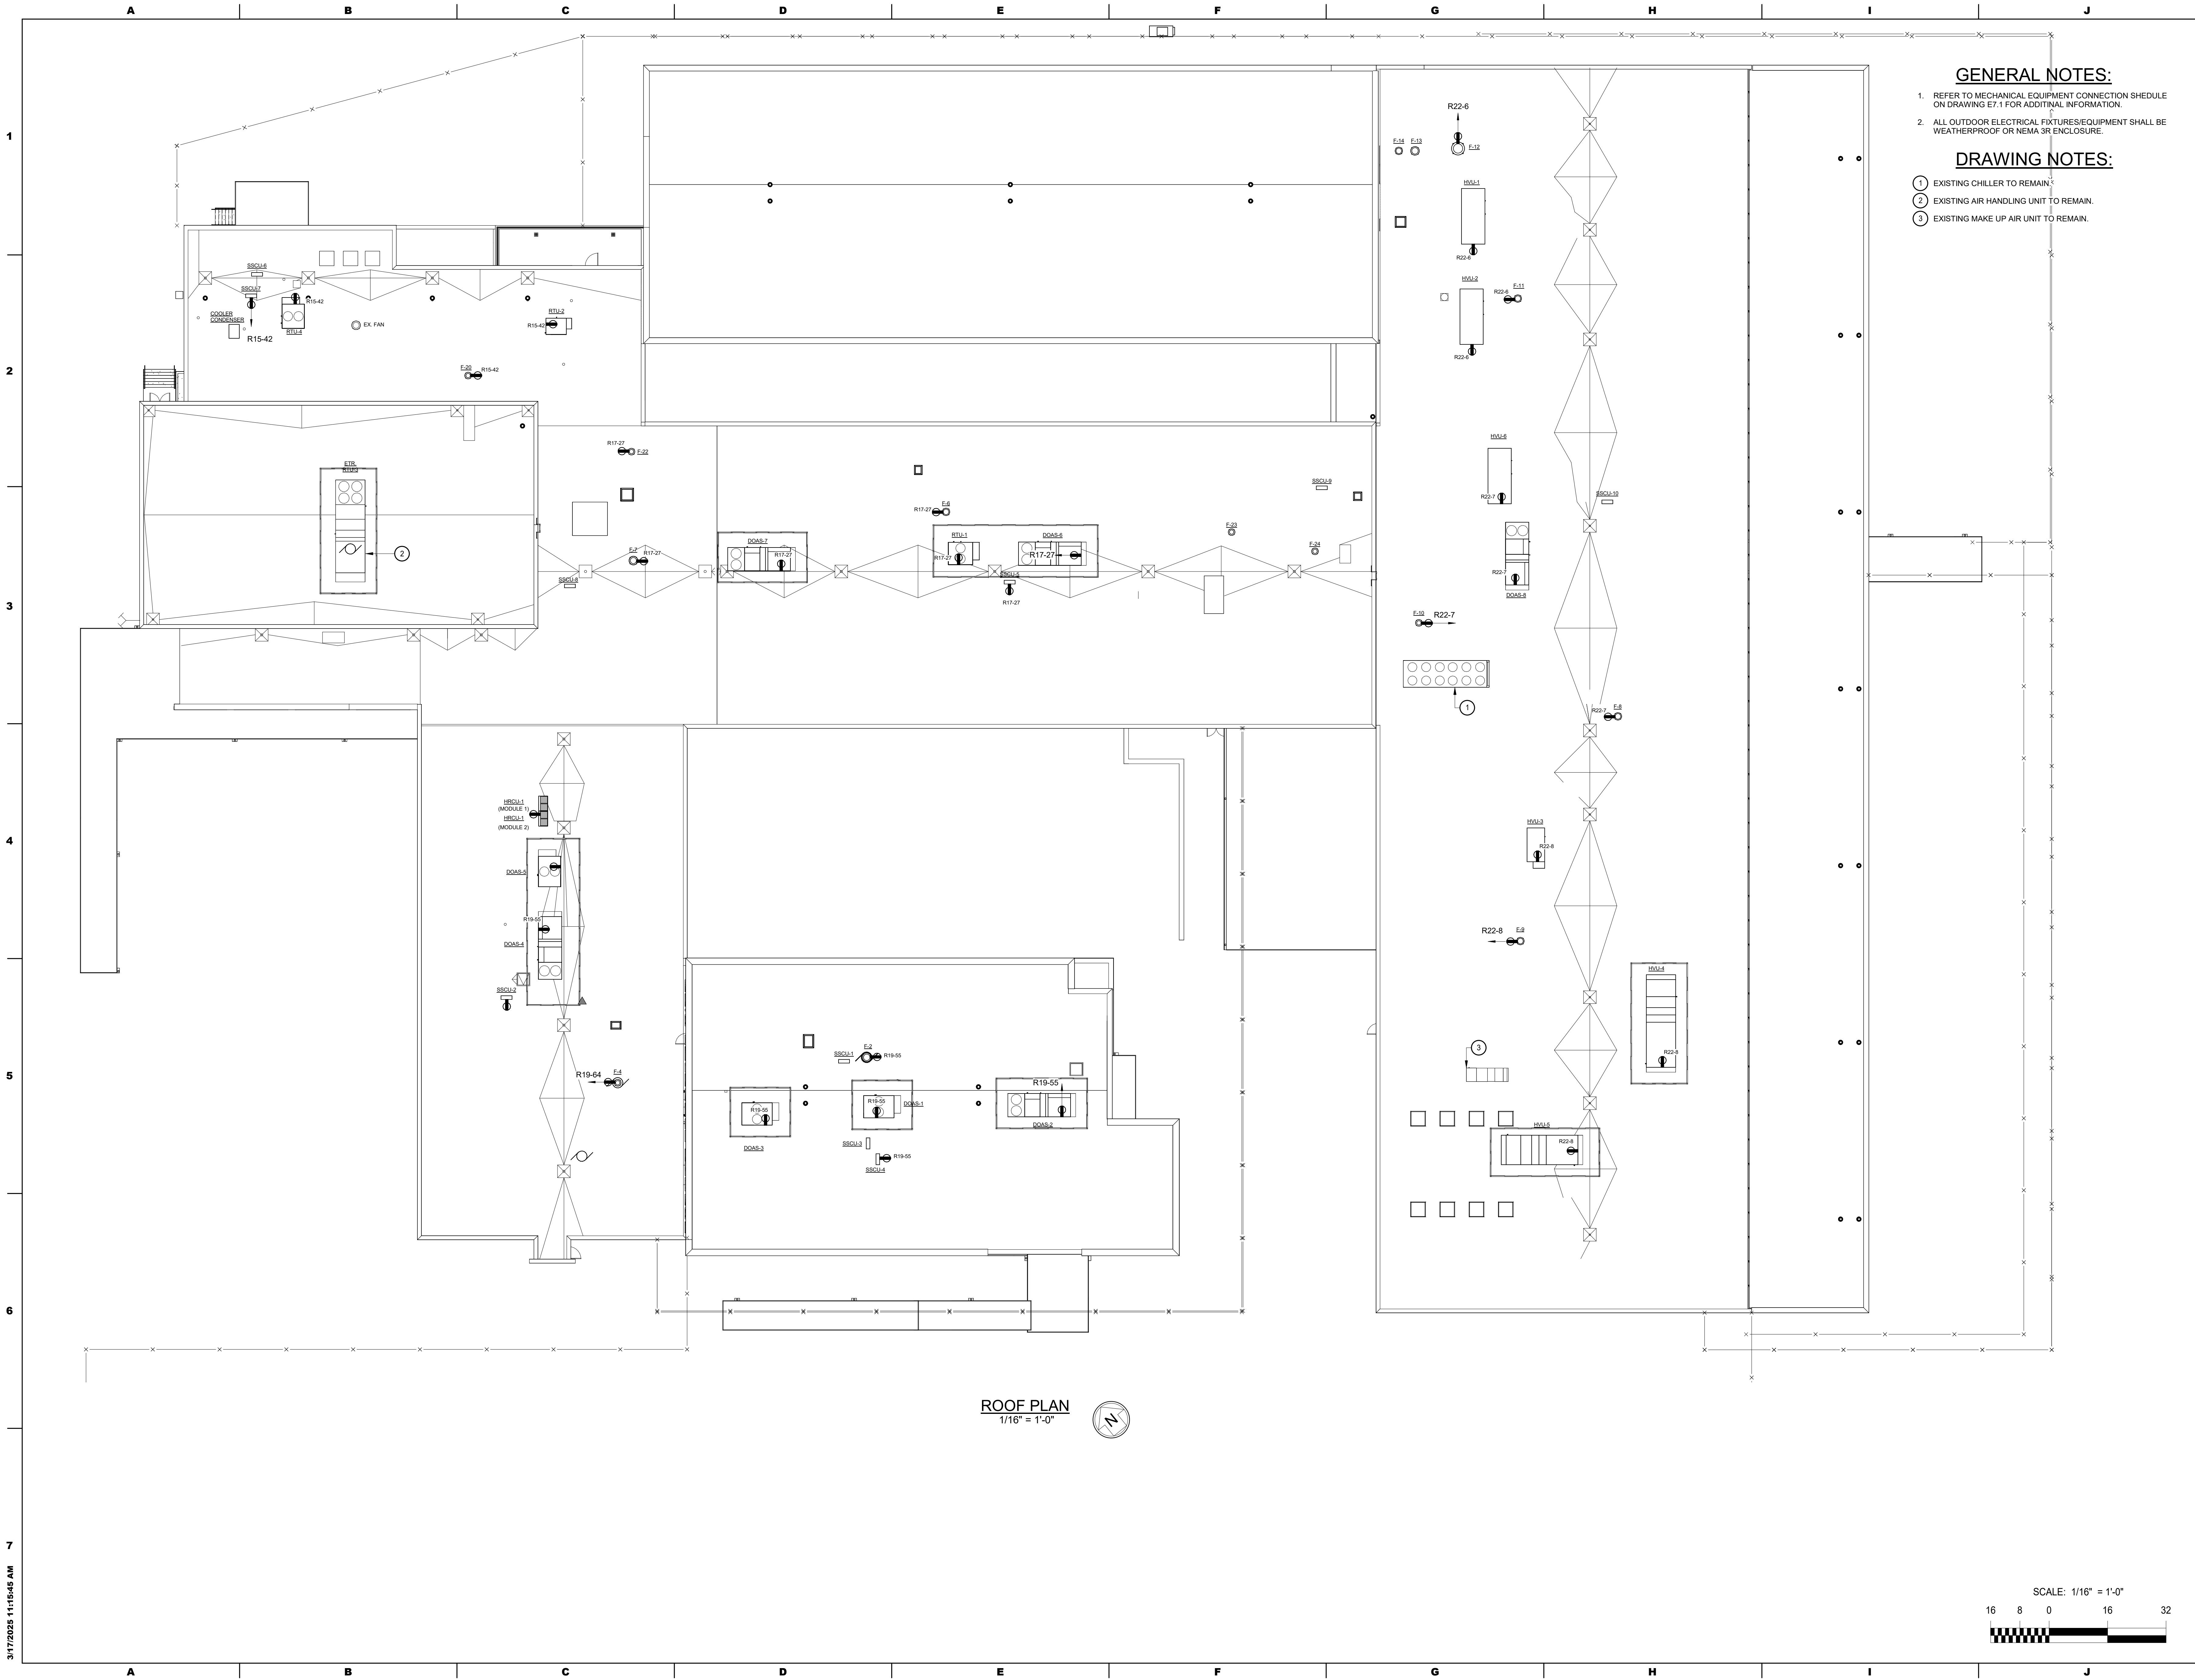 A B C D E F G H I J
GENERAL NOTES:
1. REFER TO MECHANICAL EQUIPMENT CONNECTION SHEDULE
ON DRAWING E7.1 FOR ADDITINAL INFORMATION.
2. ALL OUTDOOR ELECTRICAL FIXTURES/EQUIPMENT SHALL BE
WEATHERPROOF OR NEMA 3R ENCLOSURE.
DRAWING NOTES:
1 EXISTING CHILLER TO REMAIN.
2 EXISTING AIR HANDLING UNIT TO REMAIN.
3 EXISTING MAKE UP AIR UNIT TO REMAIN.
1
R22-6
F-14 F-13
F-12
HVU-1
R22-6
HVU-2
R22-6
F-11
R22-6
SSCU-6
SSCU-7
R15-42
COOLER
CONDENSER
RTU-4
R15-42
EX. FAN
RTU-2
R15-42
2
F-20
R15-42
R17-27
F-22
ETR.
RTU-3
2
HVU-6
R22-7
SSCU-9
SSCU-10
F-6
R17-27
F-23
F-24
DOAS-7
R17-27
RTU-1
R17-27
DOAS-6
R17-27
F-7
R17-27
SSCU-8
SSCU-5
R17-27
R22-7
DOAS-8
3
F-10
R22-7
1
R22-7
F-8
HRCU-1
(MODULE 1)
HRCU-1
(MODULE 2)
4
HVU-3
R22-8
DOAS-5
R19-55
DOAS-4
R22-8
F-9
HVU-4
R22-8
SSCU-2
SSCU-1
F-2
R19-55
3
5
R19-64
F-4
R19-55
R19-55
DOAS-1
R19-55
DOAS-2
DOAS-3
SSCU-3
R19-55
SSCU-4
HVU-5
R22-8
6
ROOF PLAN
1/16" = 1'-0"
N
7
3/17/2025 11:15:45 AM
SCALE: 1/16" = 1'-0"
16 8 0 16 32
A B C D E F G H I J